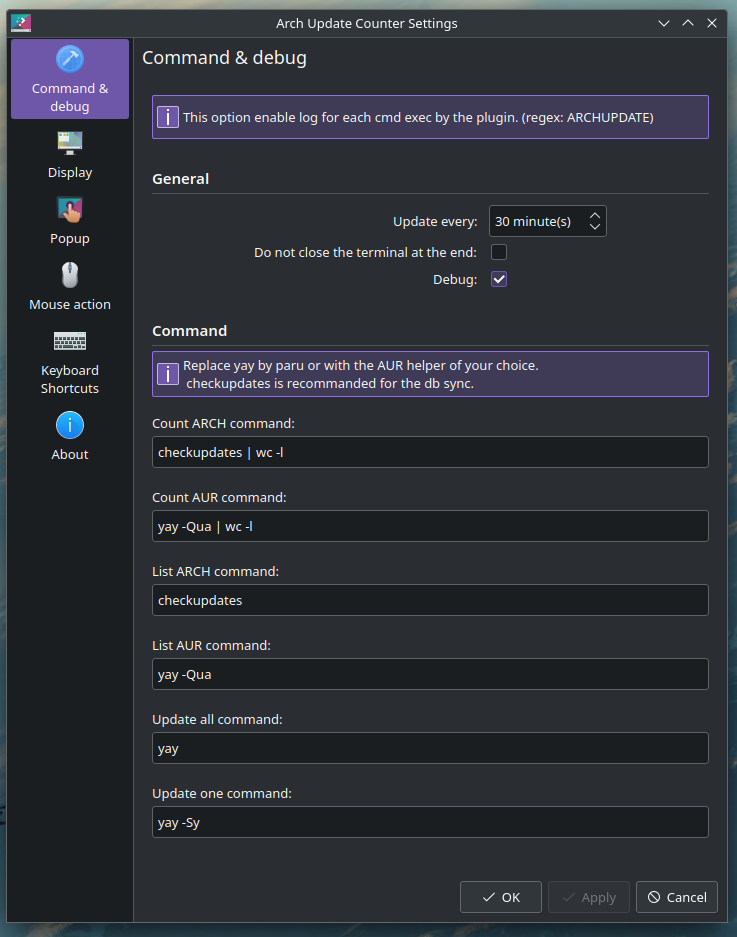 Arch Update Counter Settings
Command &
debug
Display
Popup
Mouse action
Keyboard
Shortcuts
About
Command & debug
This option enable log for each cmd exec by the plugin. (regex: ARCHUPDATE)
General
Update every: 30 minute(s)
Do not close the terminal at the end:
Debug:
Command
Replace yay by paru or with the AUR helper of your choice.
checkupdates is recommanded for the db sync.
Count ARCH command:
checkupdates | wc -l
Count AUR command:
yay -Qua | wc -l
List ARCH command:
checkupdates
List AUR command:
yay -Qua
Update all command:
yay
Update one command:
yay -Sy
OK Apply Cancel